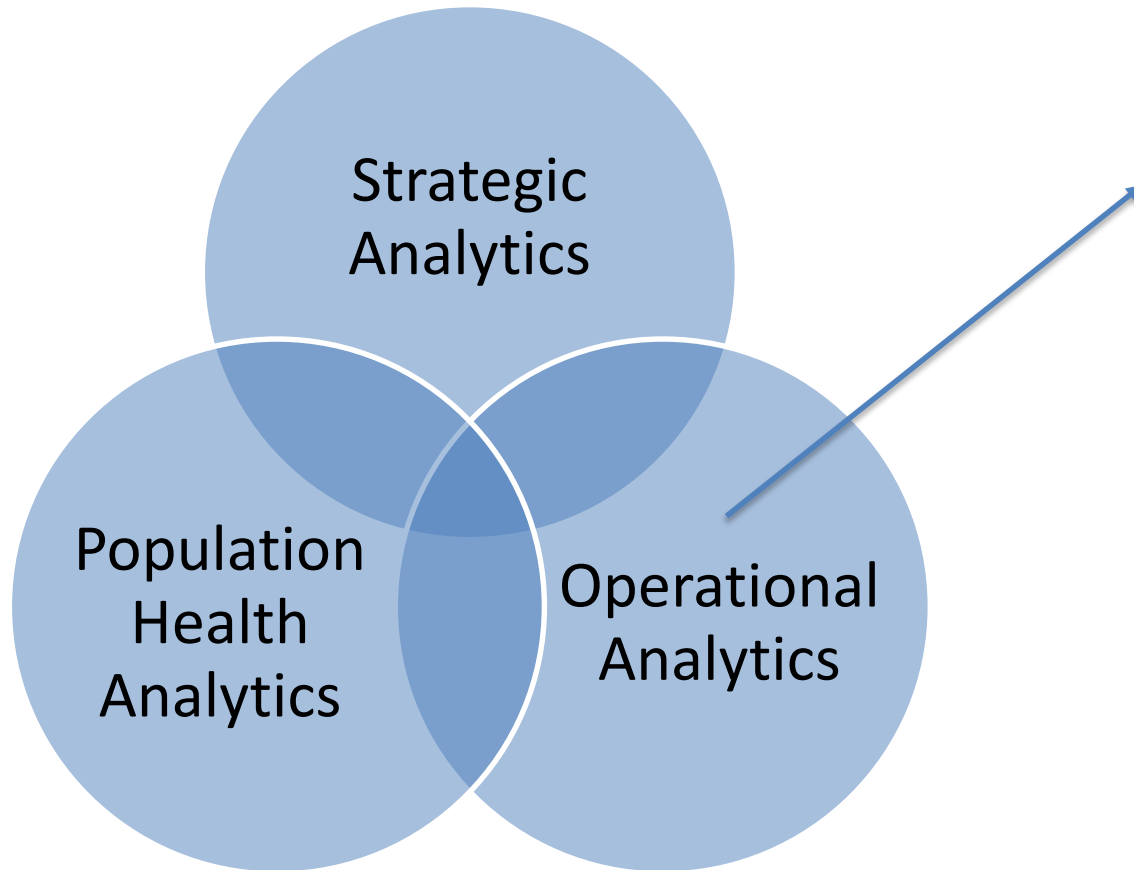 Strategic
Analytics
Population
Health
Analytics
Operational
Analytics